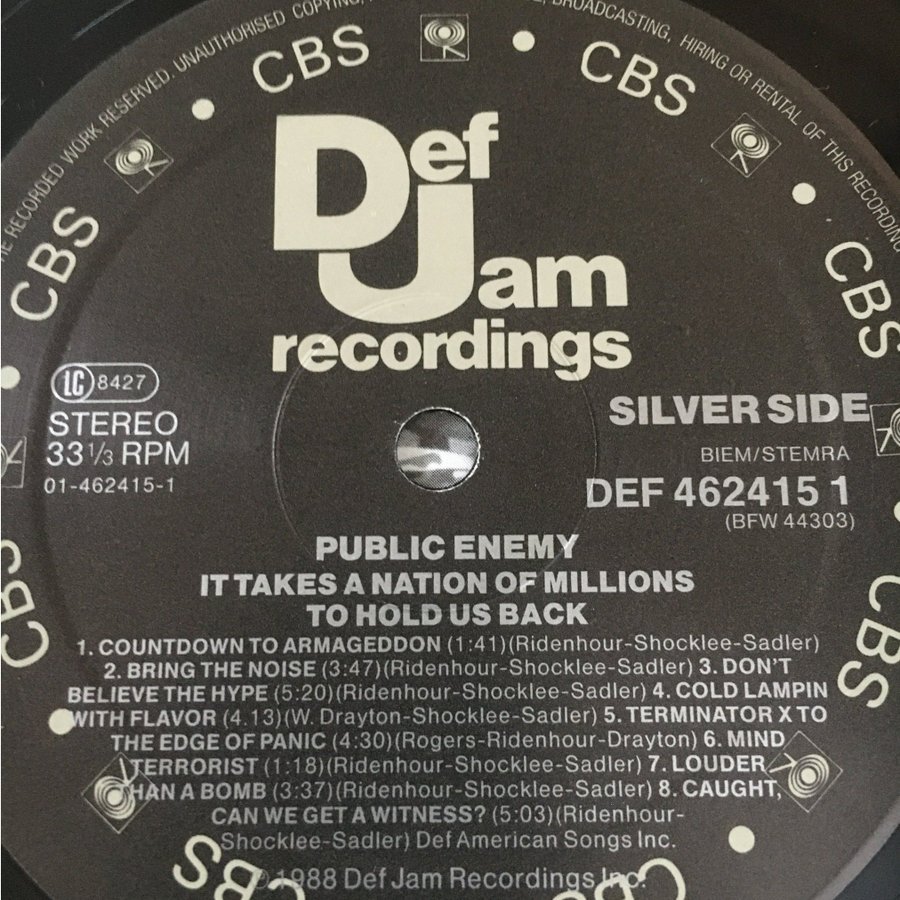 THE RECORDED WORK RESERVED. UNAUTHORISED COPYING,
BROADCASTING, HIRING OR RENTAL OF THIS RECORDING
CBS
CBS
CBS
CBS
CBS
CBS
CBS
Def
Jam
recordings
LC 8427
STEREO
33 1/3 RPM
01-462415-1
SILVER SIDE
BIEM/STEMRA
DEF 462415 1
(BFW 44303)
PUBLIC ENEMY
IT TAKES A NATION OF MILLIONS
TO HOLD US BACK
1. COUNTDOWN TO ARMAGEDDON (1:41)(Ridenhour-Shocklee-Sadler)
2. BRING THE NOISE (3:47)(Ridenhour-Shocklee-Sadler) 3. DON'T
BELIEVE THE HYPE (5:20)(Ridenhour-Shocklee-Sadler) 4. COLD LAMPIN
WITH FLAVOR (4.13)(W. Drayton-Shocklee-Sadler) 5. TERMINATOR X TO
THE EDGE OF PANIC (4:30)(Rogers-Ridenhour-Drayton) 6. MIND
TERRORIST (1:18)(Ridenhour-Shocklee-Sadler) 7. LOUDER
THAN A BOMB (3:37)(Ridenhour-Shocklee-Sadler) 8. CAUGHT,
CAN WE GET A WITNESS? (5:03)(Ridenhour-
Shocklee-Sadler) Def American Songs Inc.
℗ 1988 Def Jam Recordings Inc.